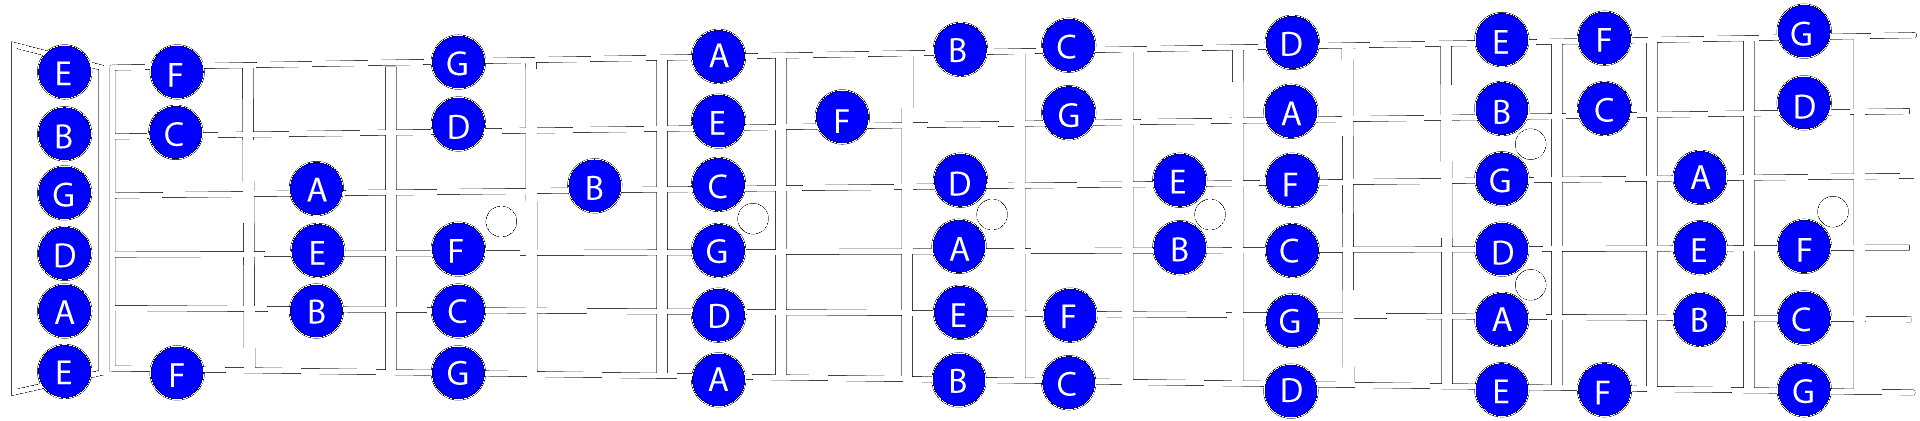 E F G A B C D E F G
B C D E F G A B C D
G A B C D E F G A
D E F G A B C D E F
A B C D E F G A B C
E F G A B C D E F G